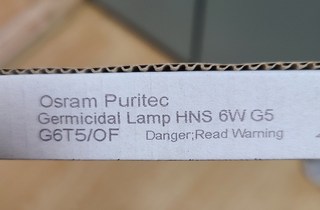 Osram Puritec
Germicidal Lamp HNS 6W G5
G6T5/OF Danger;Read Warning